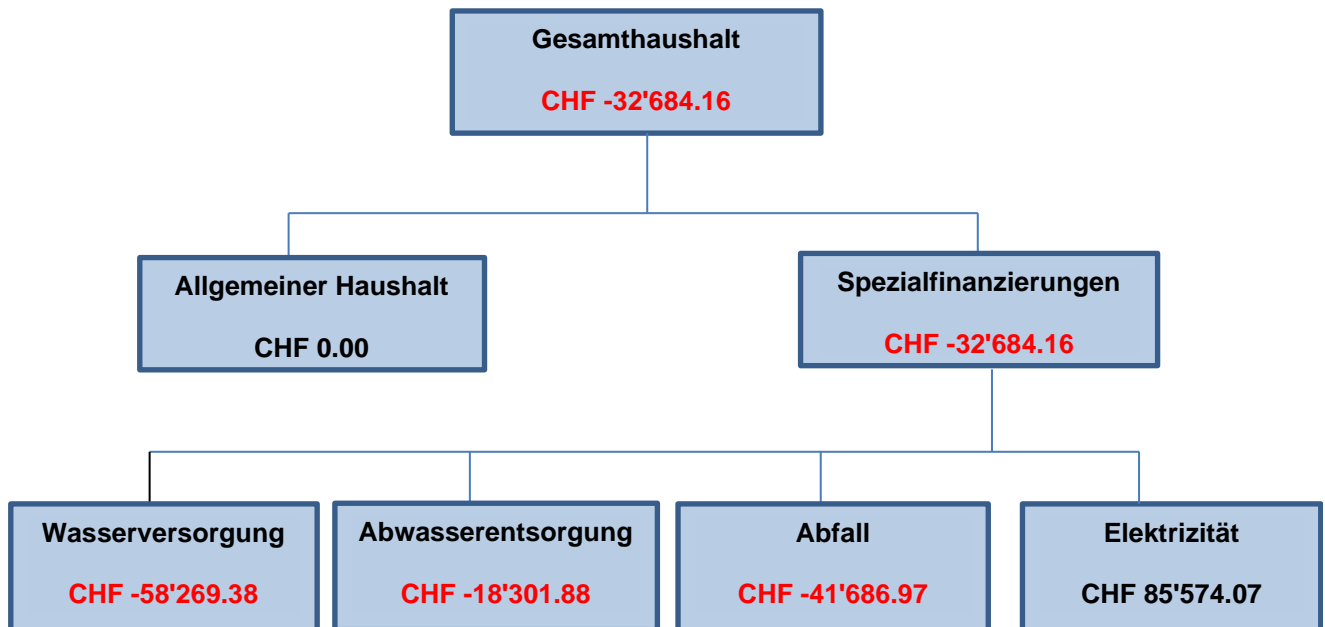 Gesamthaushalt
CHF -32'684.16
Allgemeiner Haushalt
CHF 0.00
Spezialfinanzierungen
CHF -32'684.16
Wasserversorgung
CHF -58'269.38
Abwasserentsorgung
CHF -18'301.88
Abfall
CHF -41'686.97
Elektrizität
CHF 85'574.07